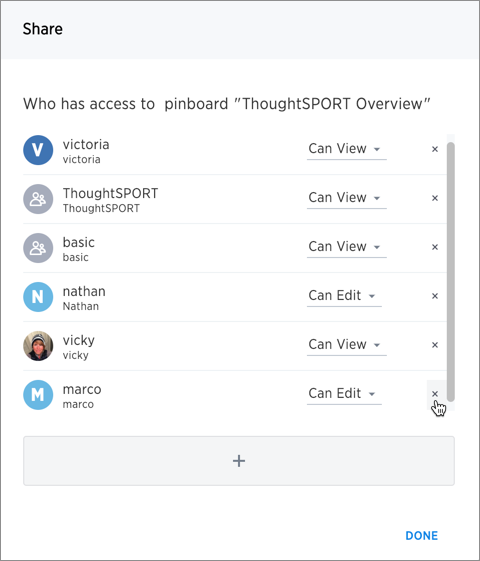 Share
Who has access to pinboard "ThoughtSPORT Overview"
V victoria Can View ×
victoria
ThoughtSPORT Can View ×
ThoughtSPORT
basic Can View ×
basic
N nathan Can Edit ×
Nathan
vicky Can View ×
vicky
M marco Can Edit ×
marco
+
DONE